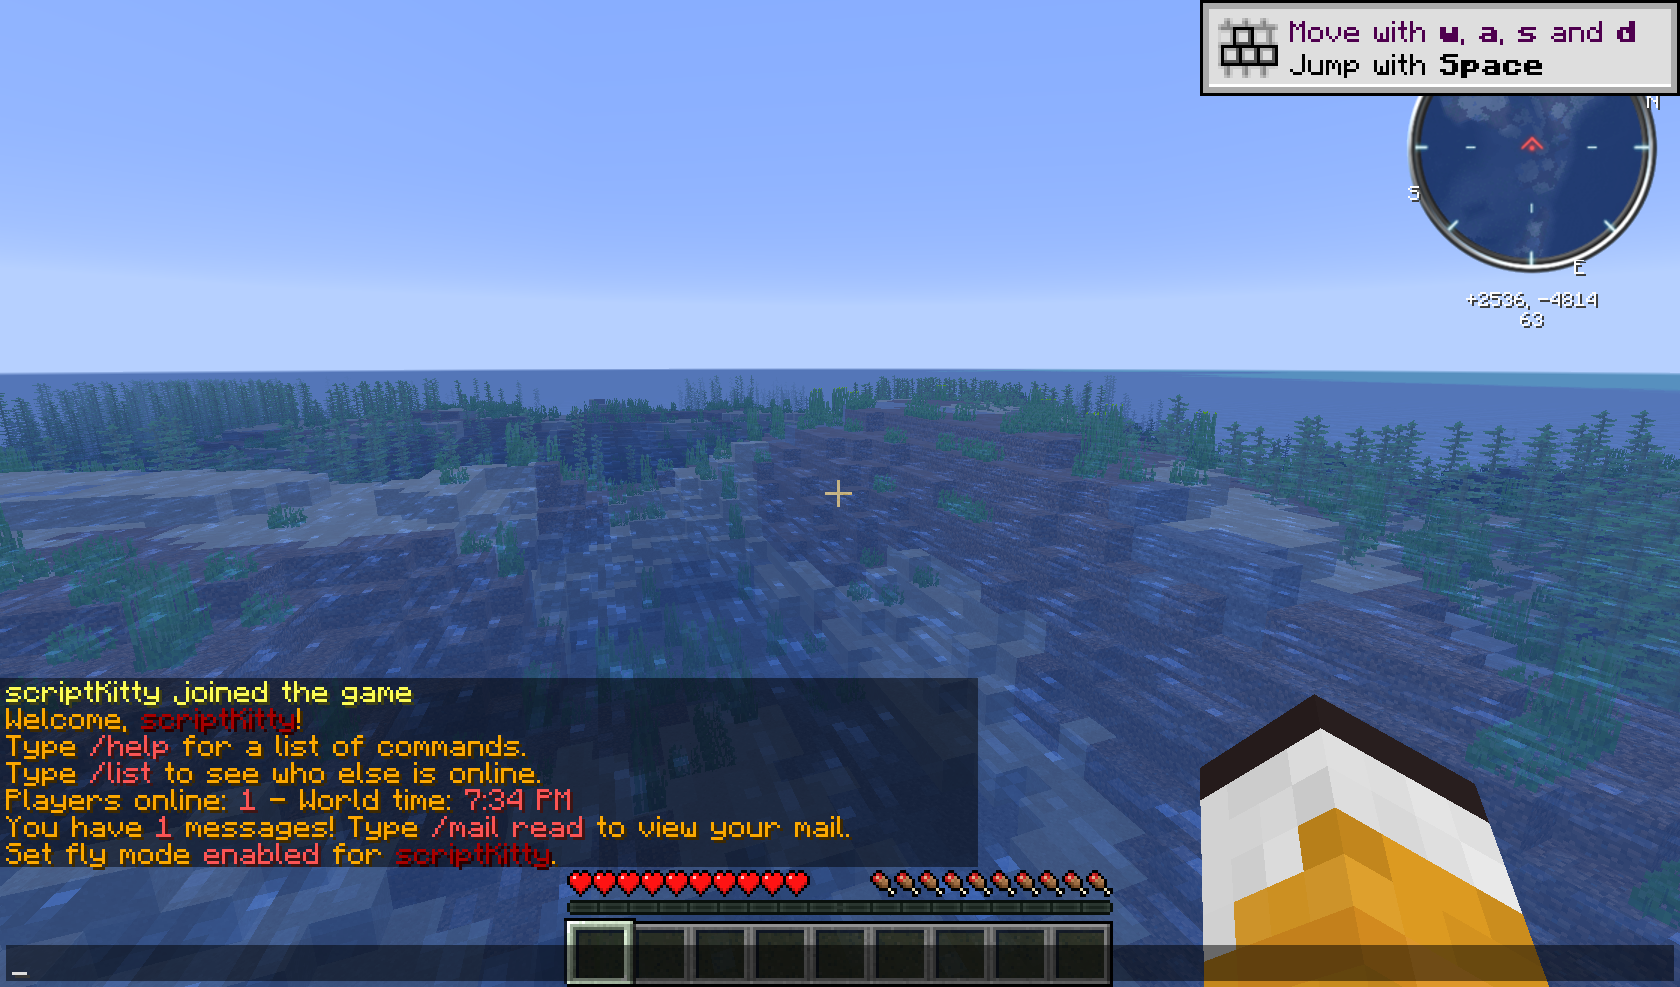 Move with w, a, s and d
Jump with Space
N
S
E
+2536, -4814
63
scriptKitty joined the game
Welcome, scriptKitty!
Type /help for a list of commands.
Type /list to see who else is online.
Players online: 1 - World time: 7:34 PM
You have 1 messages! Type /mail read to view your mail.
Set fly mode enabled for scriptKitty.
_